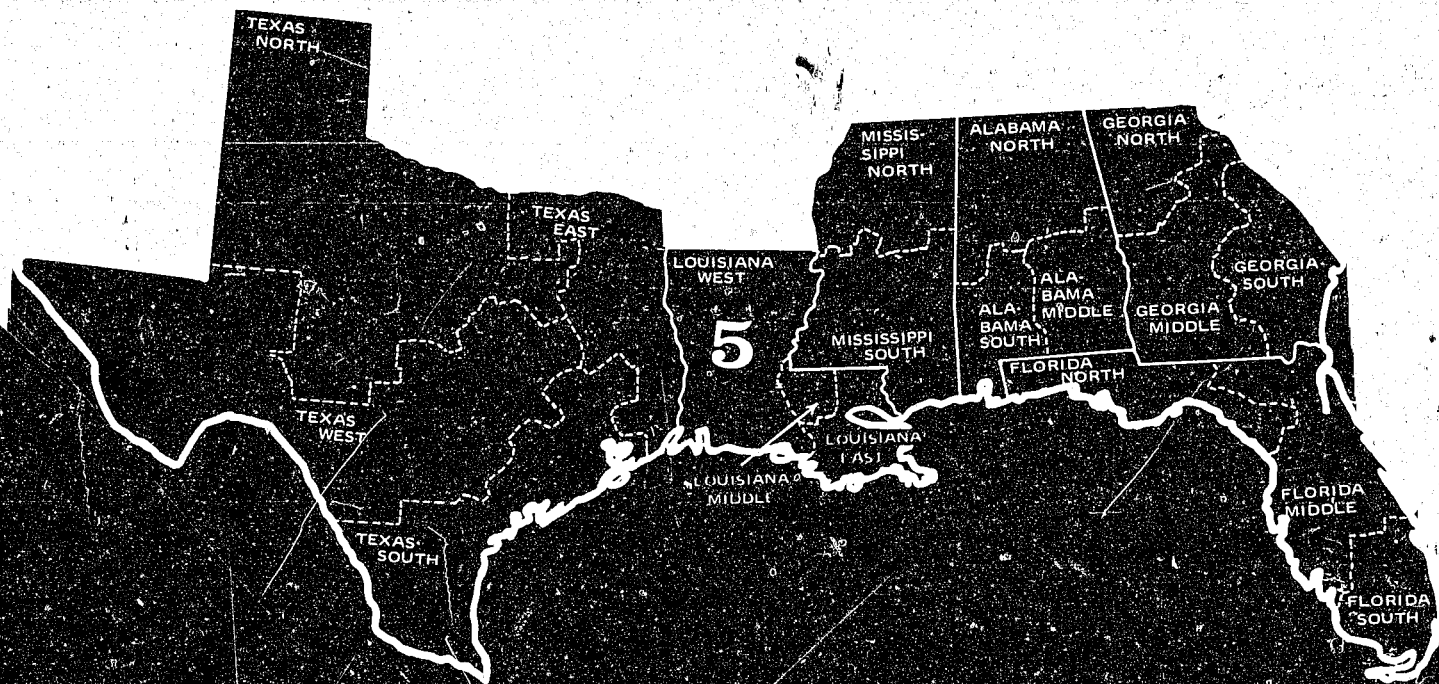 TEXAS
NORTH
TEXAS
EAST
TEXAS
WEST
TEXAS
SOUTH
LOUISIANA
WEST
5
LOUISIANA
MIDDLE
LOUISIANA
EAST
MISSIS-
SIPPI
NORTH
MISSISSIPPI
SOUTH
ALABAMA
NORTH
ALA-
BAMA
MIDDLE
ALA-
BAMA
SOUTH
GEORGIA
NORTH
GEORGIA
SOUTH
GEORGIA
MIDDLE
FLORIDA
NORTH
FLORIDA
MIDDLE
FLORIDA
SOUTH